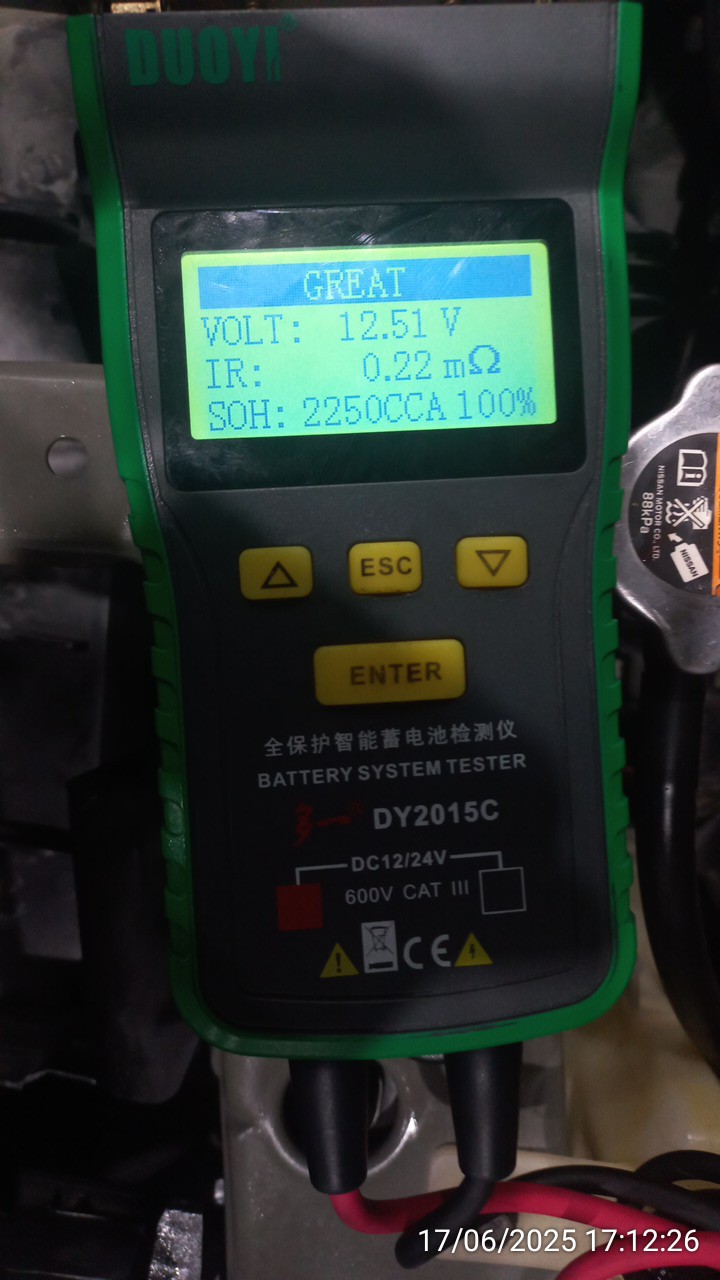 DUOYI®
GREAT
VOLT: 12.51 V
IR: 0.22 mΩ
SOH: 2250CCA 100%
ESC
ENTER
全保护智能蓄电池检测仪
BATTERY SYSTEM TESTER
多一® DY2015C
DC12/24V
600V CAT III
CE
NISSAN MOTOR CO., LTD.
88kPa
NISSAN
17/06/2025 17:12:26